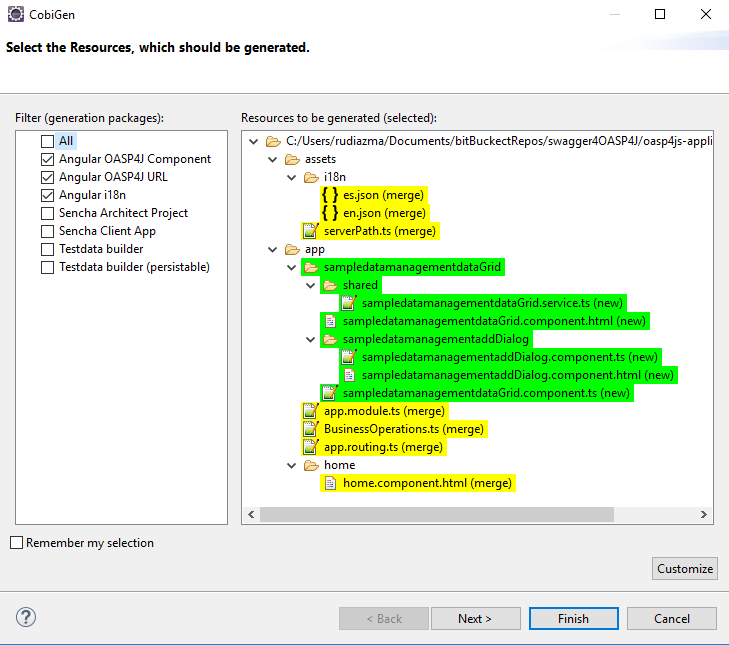 CobiGen
Select the Resources, which should be generated.
Filter (generation packages):
All
Angular OASP4J Component
Angular OASP4J URL
Angular i18n
Sencha Architect Project
Sencha Client App
Testdata builder
Testdata builder (persistable)
Resources to be generated (selected):
C:/Users/rudiazma/Documents/bitBuckectRepos/swagger4OASP4J/oasp4js-appli
assets
i18n
{ } es.json (merge)
{ } en.json (merge)
serverPath.ts (merge)
app
sampledatamanagementdataGrid
shared
sampledatamanagementdataGrid.service.ts (new)
sampledatamanagementdataGrid.component.html (new)
sampledatamanagementaddDialog
sampledatamanagementaddDialog.component.ts (new)
sampledatamanagementaddDialog.component.html (new)
sampledatamanagementdataGrid.component.ts (new)
app.module.ts (merge)
BusinessOperations.ts (merge)
app.routing.ts (merge)
home
home.component.html (merge)
Remember my selection
Customize
?
< Back
Next >
Finish
Cancel